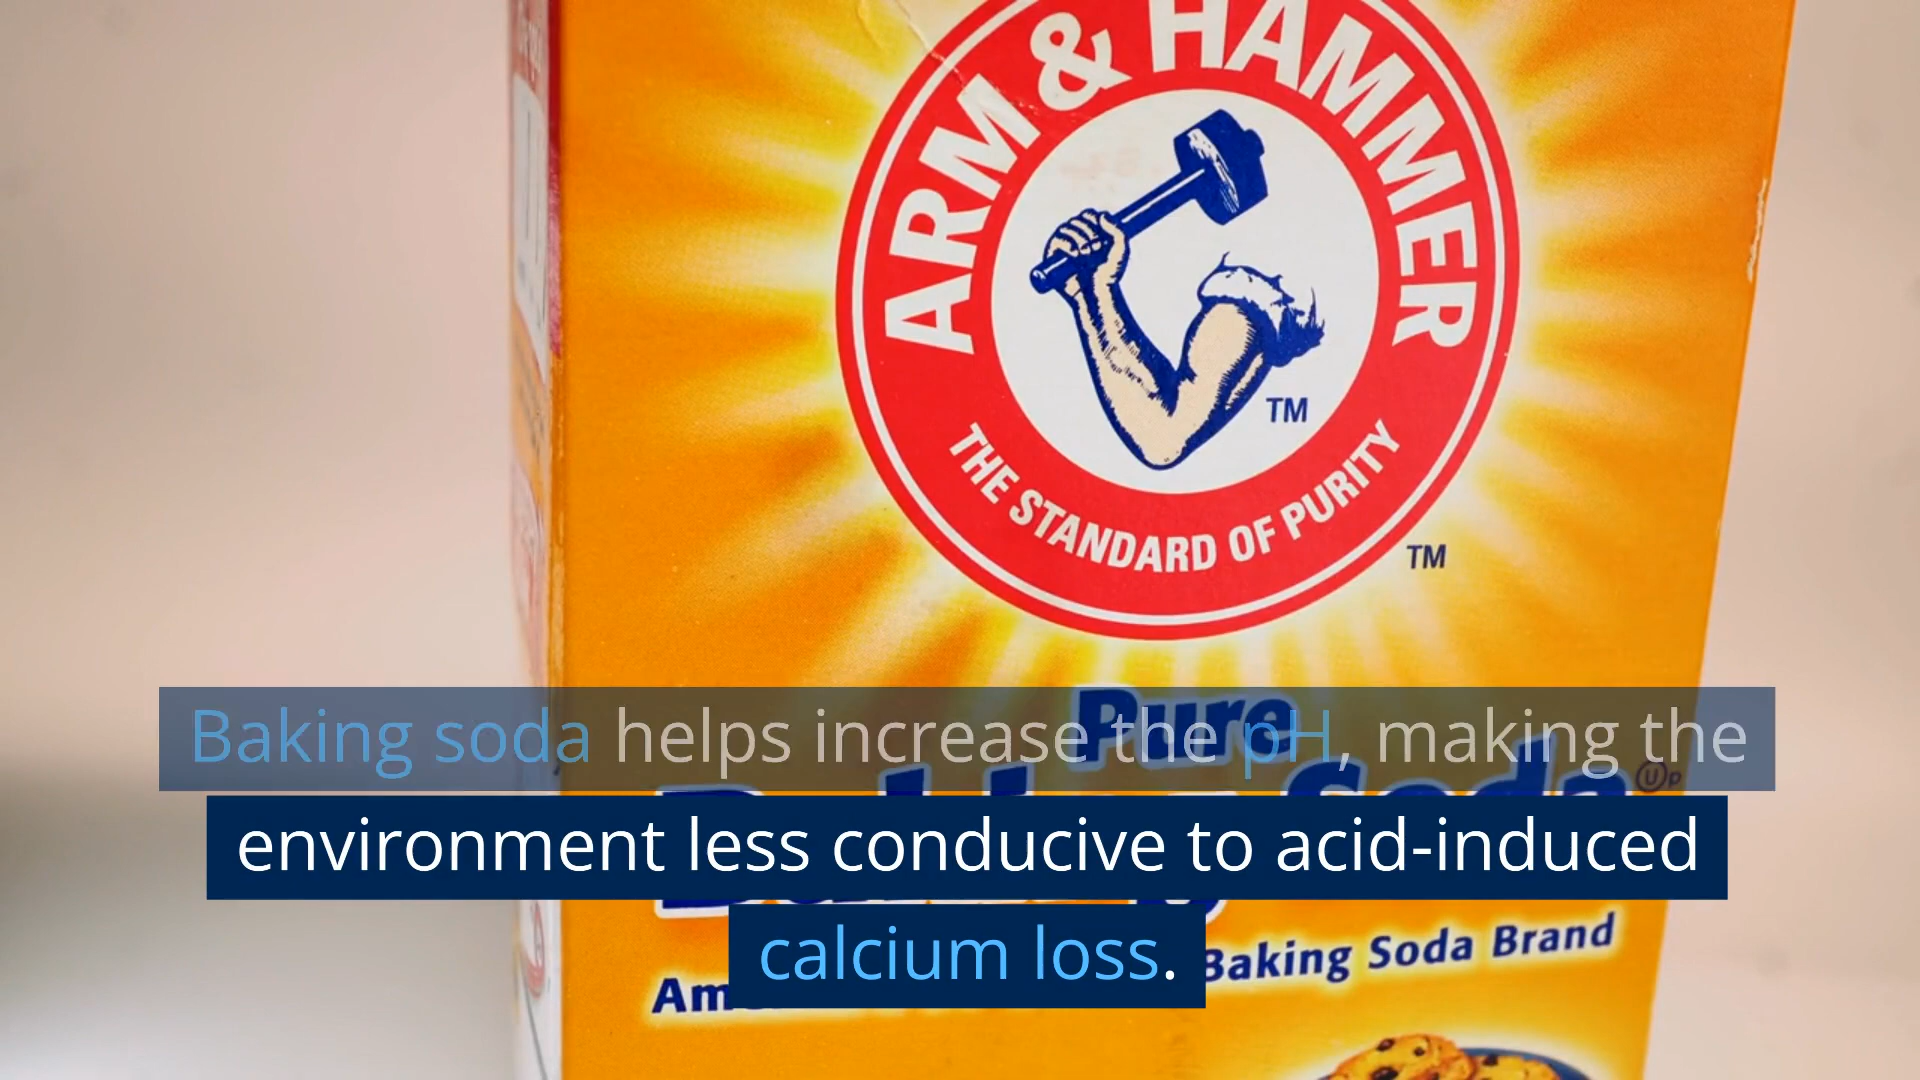 ARM & HAMMER
TM
THE STANDARD OF PURITY
TM
Pure
Baking soda helps increase the pH, making the
environment less conducive to acid-induced
calcium loss.
Baking Soda Brand